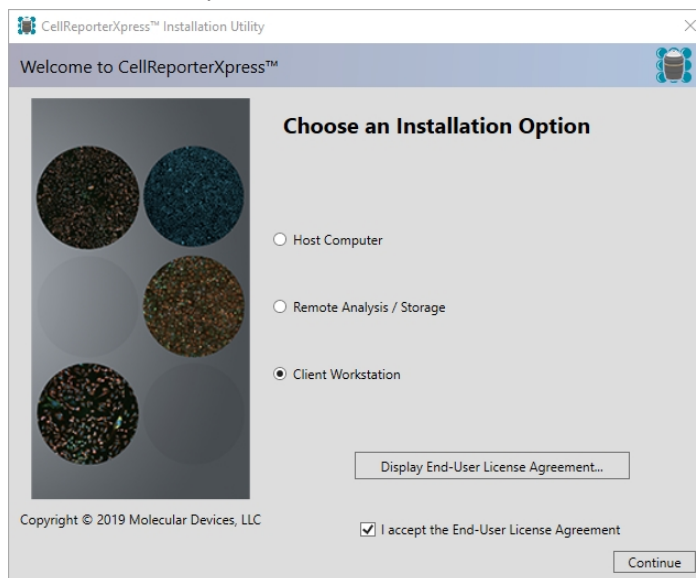 CellReporterXpress™ Installation Utility
Welcome to CellReporterXpress™
Choose an Installation Option
Host Computer
Remote Analysis / Storage
Client Workstation
Display End-User License Agreement...
Copyright © 2019 Molecular Devices, LLC
I accept the End-User License Agreement
Continue